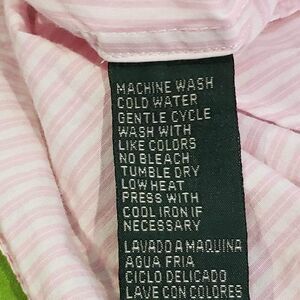 MACHINE WASH
COLD WATER
GENTLE CYCLE
WASH WITH
LIKE COLORS
NO BLEACH
TUMBLE DRY
LOW HEAT
PRESS WITH
COOL IRON IF
NECESSARY
LAVADO A MAQUINA
AGUA FRIA
CICLO DELICADO
LAVE CON COLORES